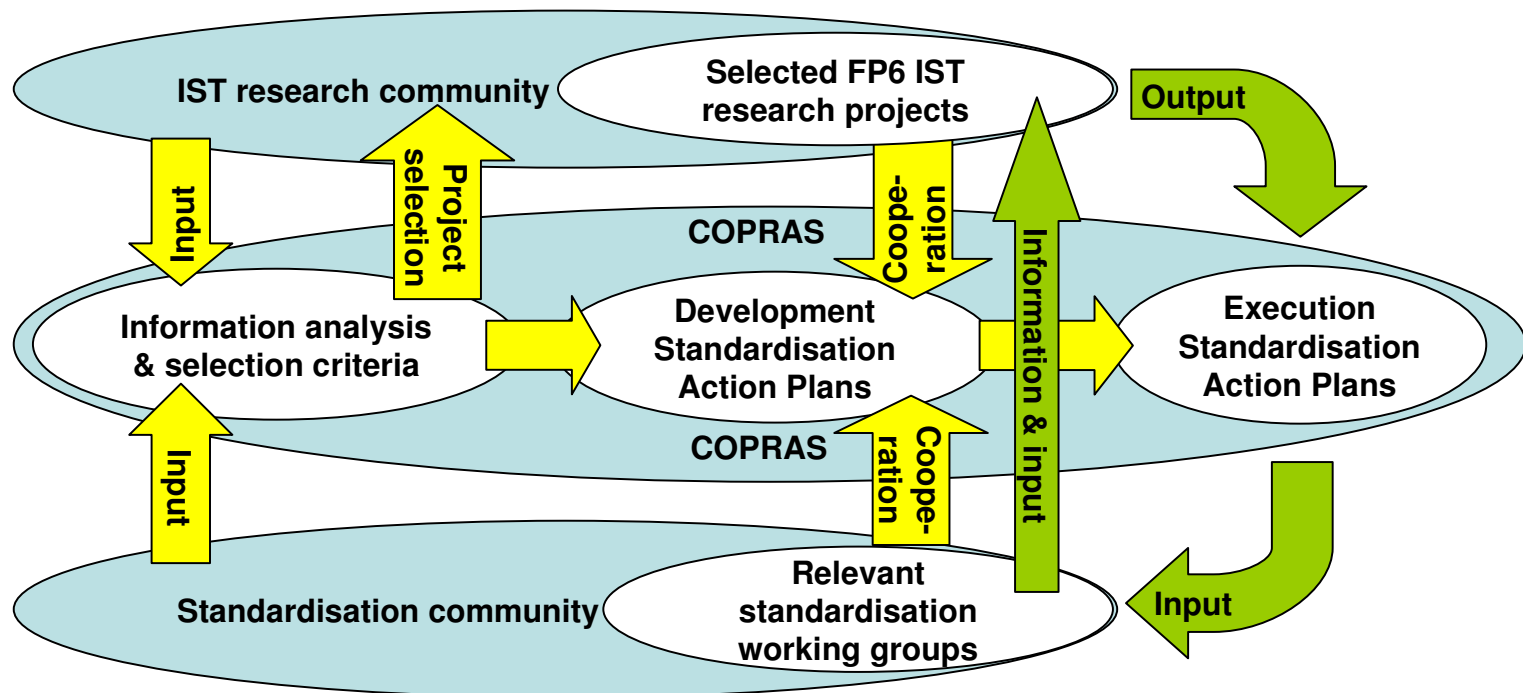 IST research community
Selected FP6 IST
research projects
Output
Input
Project
selection
Coope-
ration
COPRAS
Information & input
Information analysis
& selection criteria
Development
Standardisation
Action Plans
Execution
Standardisation
Action Plans
COPRAS
Input
Coope-
ration
Standardisation community
Relevant
standardisation
working groups
Input